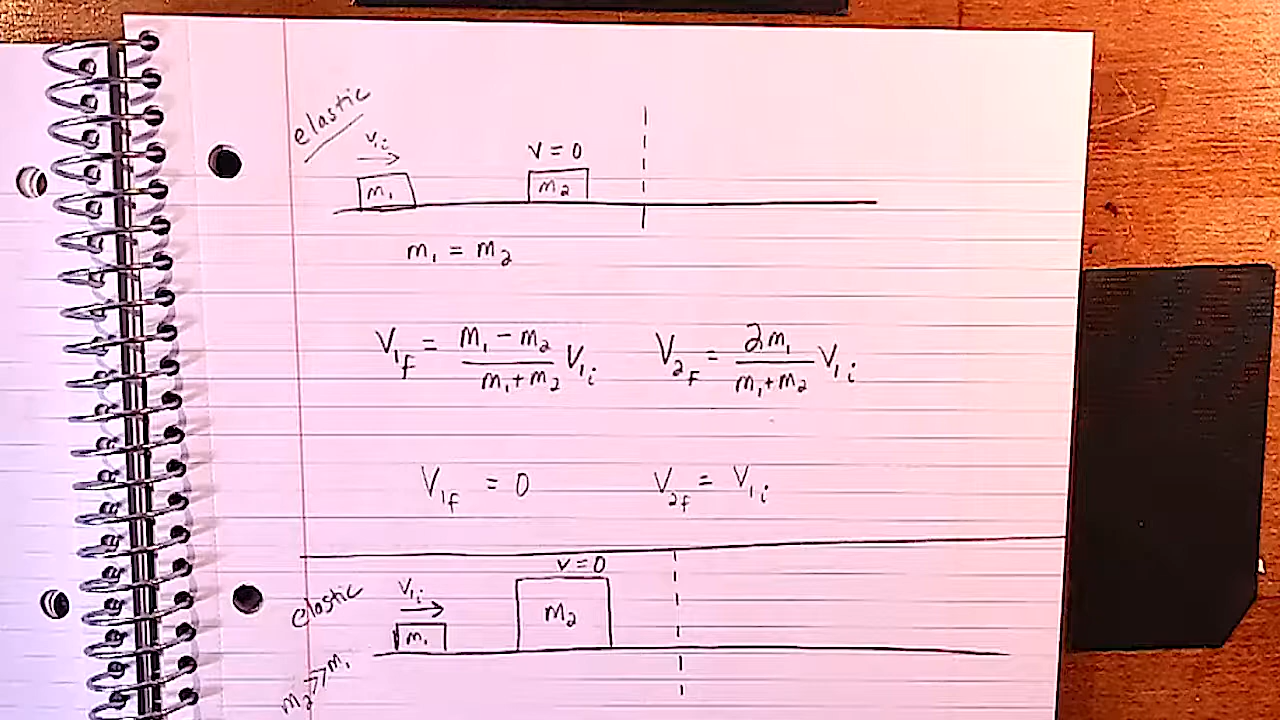 elastic
V₁ᵢ
V = 0
m₁
m₂
m₁ = m₂
V₁f = (m₁ - m₂)/(m₁+m₂) V₁ᵢ V₂F = 2m₁/(m₁+m₂) V₁ᵢ
V₁f = 0 V₂f = V₁ᵢ
elastic
V₁ᵢ
V=0
m₁
m₂
m₂>>m₁